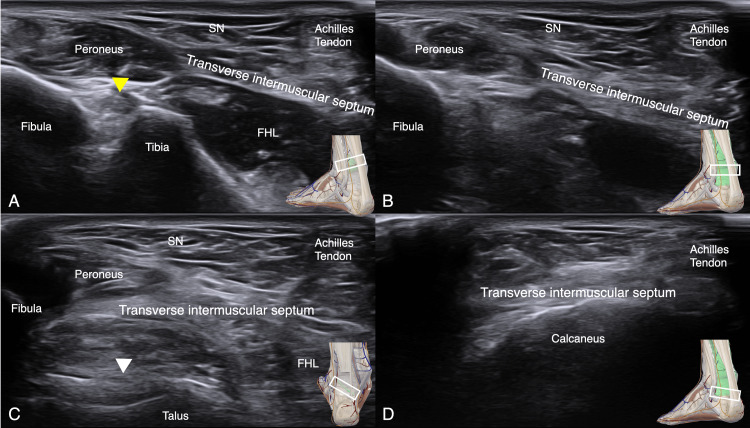 SN
Achilles
Tendon
Peroneus
Transverse intermuscular septum
Fibula
Tibia
FHL
A
SN
Achilles
Tendon
Peroneus
Transverse intermuscular septum
Fibula
B
SN
Achilles
Tendon
Peroneus
Fibula
Transverse intermuscular septum
FHL
Talus
C
Achilles
Tendon
Transverse intermuscular septum
Calcaneus
D